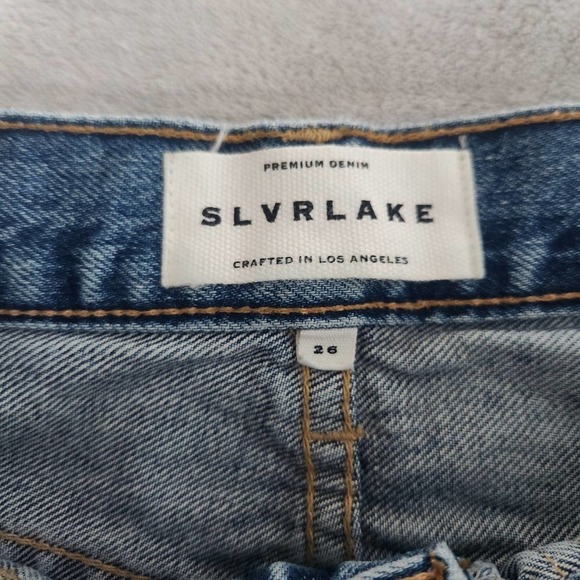 PREMIUM DENIM
SLVRLAKE
CRAFTED IN LOS ANGELES
26